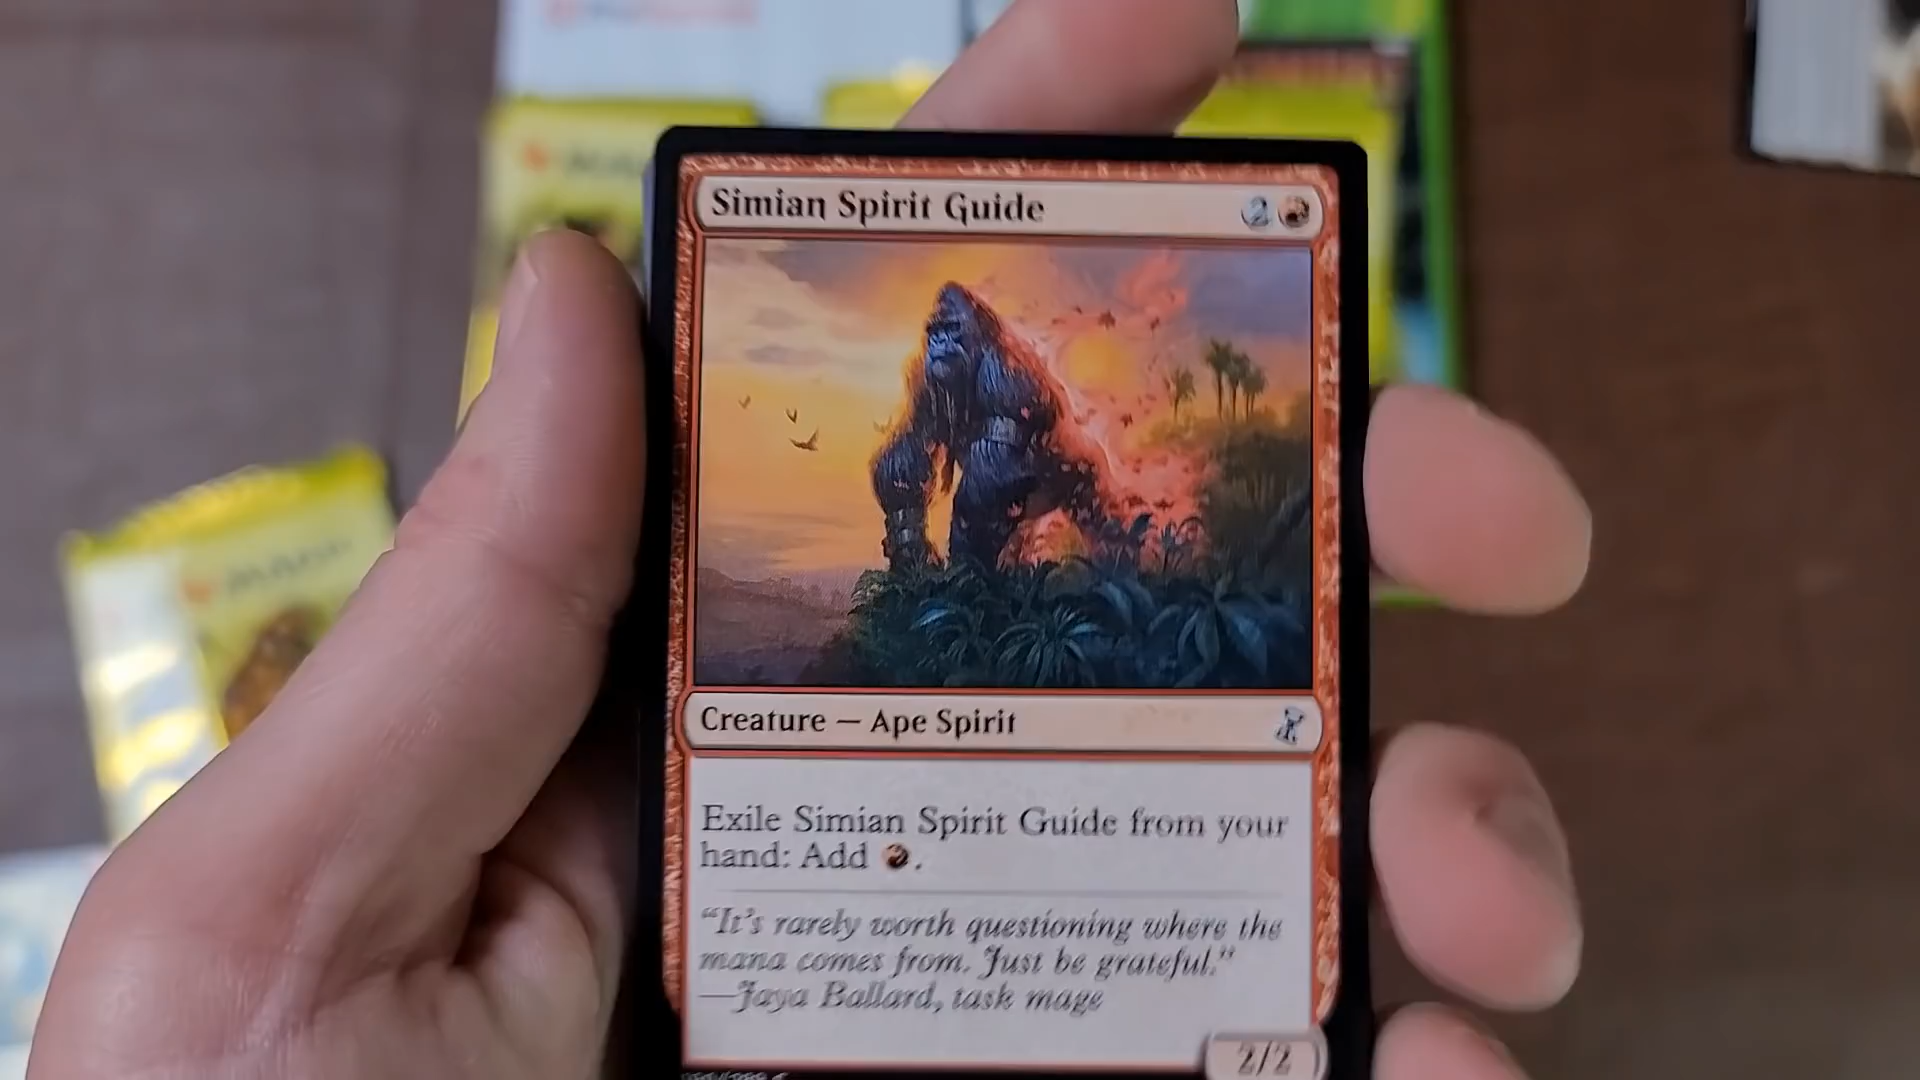 Simian Spirit Guide 2
Creature — Ape Spirit
Exile Simian Spirit Guide from your
hand: Add .
“It's rarely worth questioning where the
mana comes from. Just be grateful.”
—Jaya Ballard, task mage
2/2